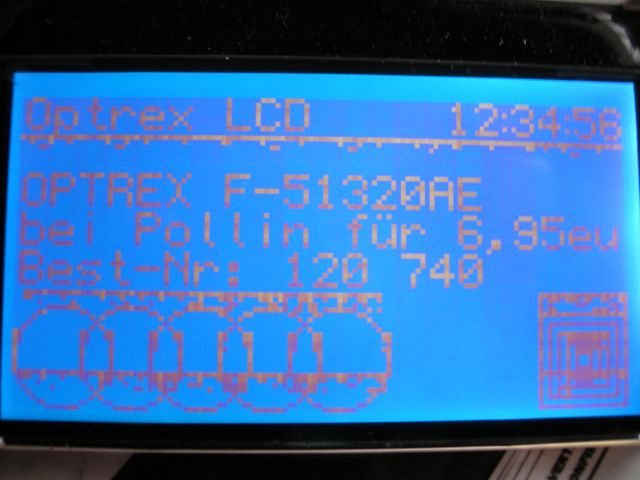 Optrex LCD 12:34:56
OPTREX F-51320AE
bei Pollin für 6,95eu
Best-Nr: 120 740